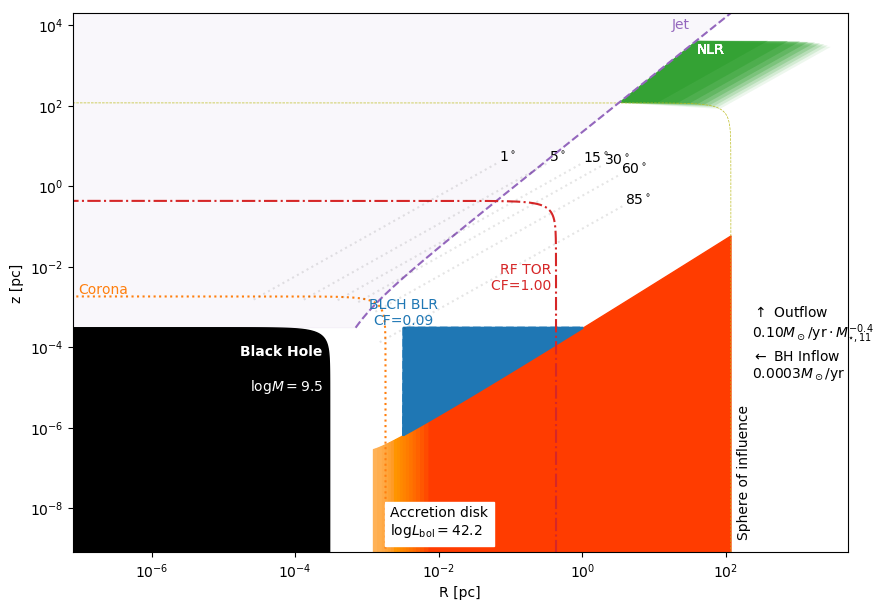 Jet
NLR
1°
5°
15°
30°
60°
85°
Corona
RF TOR
CF=1.00
BLCH BLR
CF=0.09
Black Hole
logM = 9.5
↑ Outflow
0.10M⊙/yr · M⋆,11^−0.4
← BH Inflow
0.0003M⊙/yr
Sphere of influence
Accretion disk
logL_bol = 42.2
z [pc]
10^4
10^2
10^0
10^−2
10^−4
10^−6
10^−8
10^−6
10^−4
10^−2
10^0
10^2
R [pc]